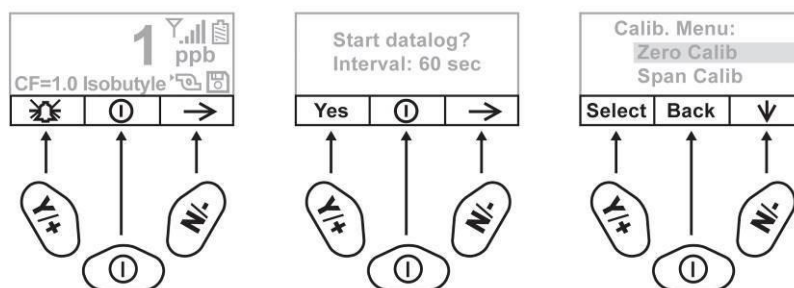 1
ppb
CF=1.0 Isobutyle
Y/+
N/-
Start datalog?
Interval: 60 sec
Yes
Y/+
N/-
Calib. Menu:
Zero Calib
Span Calib
Select Back
Y/+
N/-